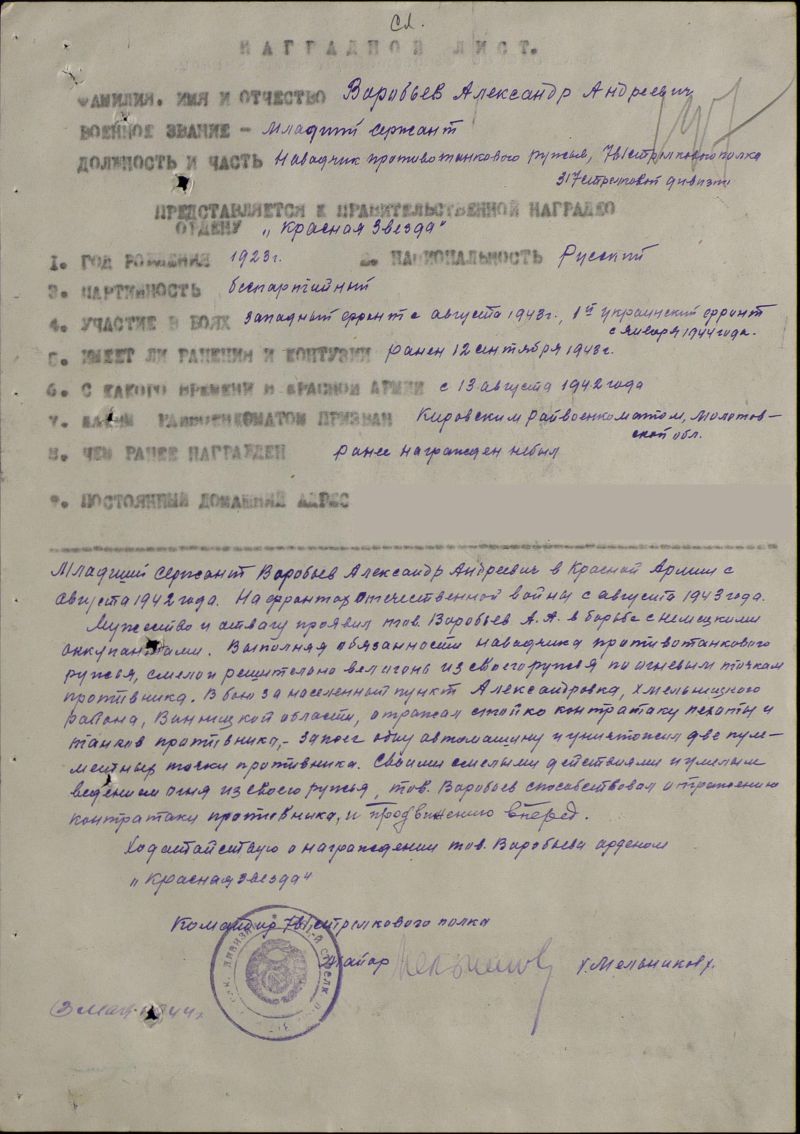 Сл.
НАГРАДНОЙ ЛИСТ.
ФАМИЛИЯ, ИМЯ И ОТЧЕСТВО Воробьев Александр Андреевич
ВОЕННОЕ ЗВАНИЕ – Младший сержант
ДОЛЖНОСТЬ И ЧАСТЬ Наводчик противотанкового ружья, 761 стрелкового полка
317 стрелковой дивизии
ПРЕДСТАВЛЯЕТСЯ К ПРАВИТЕЛЬСТВЕННОЙ НАГРАДЕ
ОРДЕНУ „Красная Звезда"
1. ГОД РОЖДЕНИЯ 1923 г. 2. НАЦИОНАЛЬНОСТЬ Русский
3. ПАРТИЙНОСТЬ беспартийный
4. УЧАСТИЕ В БОЯХ Западный фронт с августа 1943 г., 1й украинский фронт
с января 1944 года.
5. ИМЕЕТ ЛИ РАНЕНИЯ И КОНТУЗИИ ранен 12 сентября 1943 г.
6. С КАКОГО ВРЕМЕНИ В КРАСНОЙ АРМИИ с 13 августа 1942 года
7. КАКИМ РАЙВОЕНКОМАТОМ ПРИЗВАН Кировским райвоенкоматом, Молотов-
ской обл.
8. ЧЕМ РАНЕЕ НАГРАЖДЕН ранее награжден не был
9. ПОСТОЯННЫЙ ДОМАШНИЙ АДРЕС
Младший сержант Воробьев Александр Андреевич в Красной Армии с
августа 1942 года. На фронтах Отечественной войны с августа 1943 года.
Мужество и отвагу проявил тов. Воробьев А. А. в борьбе с немецкими
оккупантами. Выполняя обязанности наводчика противотанкового
ружья, смело и решительно вел огонь из своего ружья по огневым точкам
противника. В бою за населенный пункт Александровка, Хмельницкого
района, Винницкой области, отражая стойко контратаку пехоты и
танков противника, – зажег одну автомашину и уничтожил две пуле-
метных точки противника. Своими смелыми действиями и умелым
ведением огня из своего ружья, тов. Воробьев способствовал отражению
контратаки противника, и продвижению вперед.
Ходатайствую о награждении тов. Воробьева орденом
„Красная звезда"
Командир 761 стрелкового полка
Майор /Мельников/.
3 мая 1944 г.